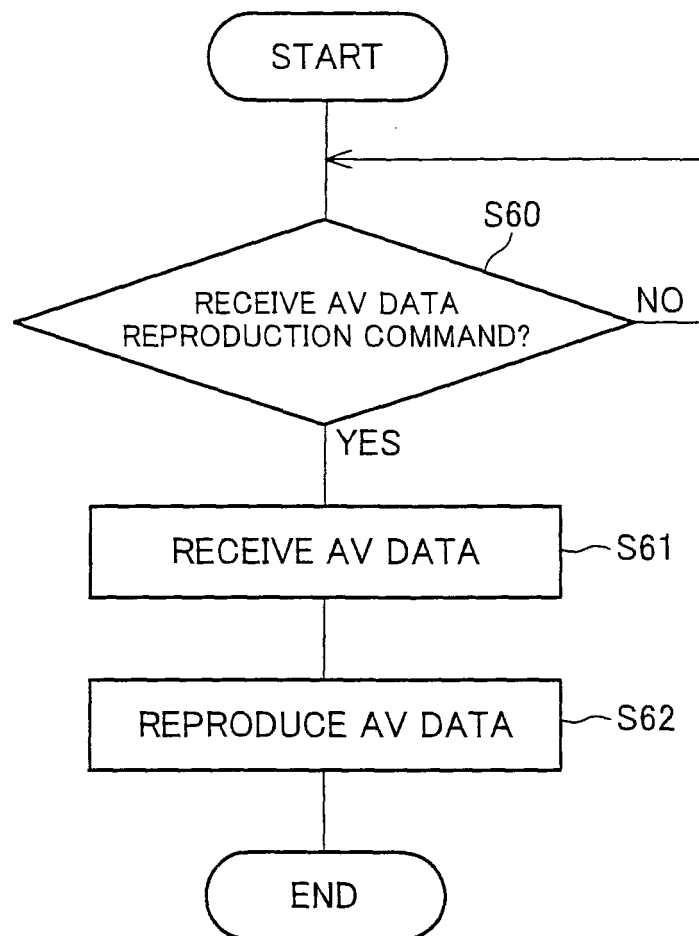 START
S60
RECEIVE AV DATA
REPRODUCTION COMMAND?
NO
YES
RECEIVE AV DATA
S61
REPRODUCE AV DATA
S62
END